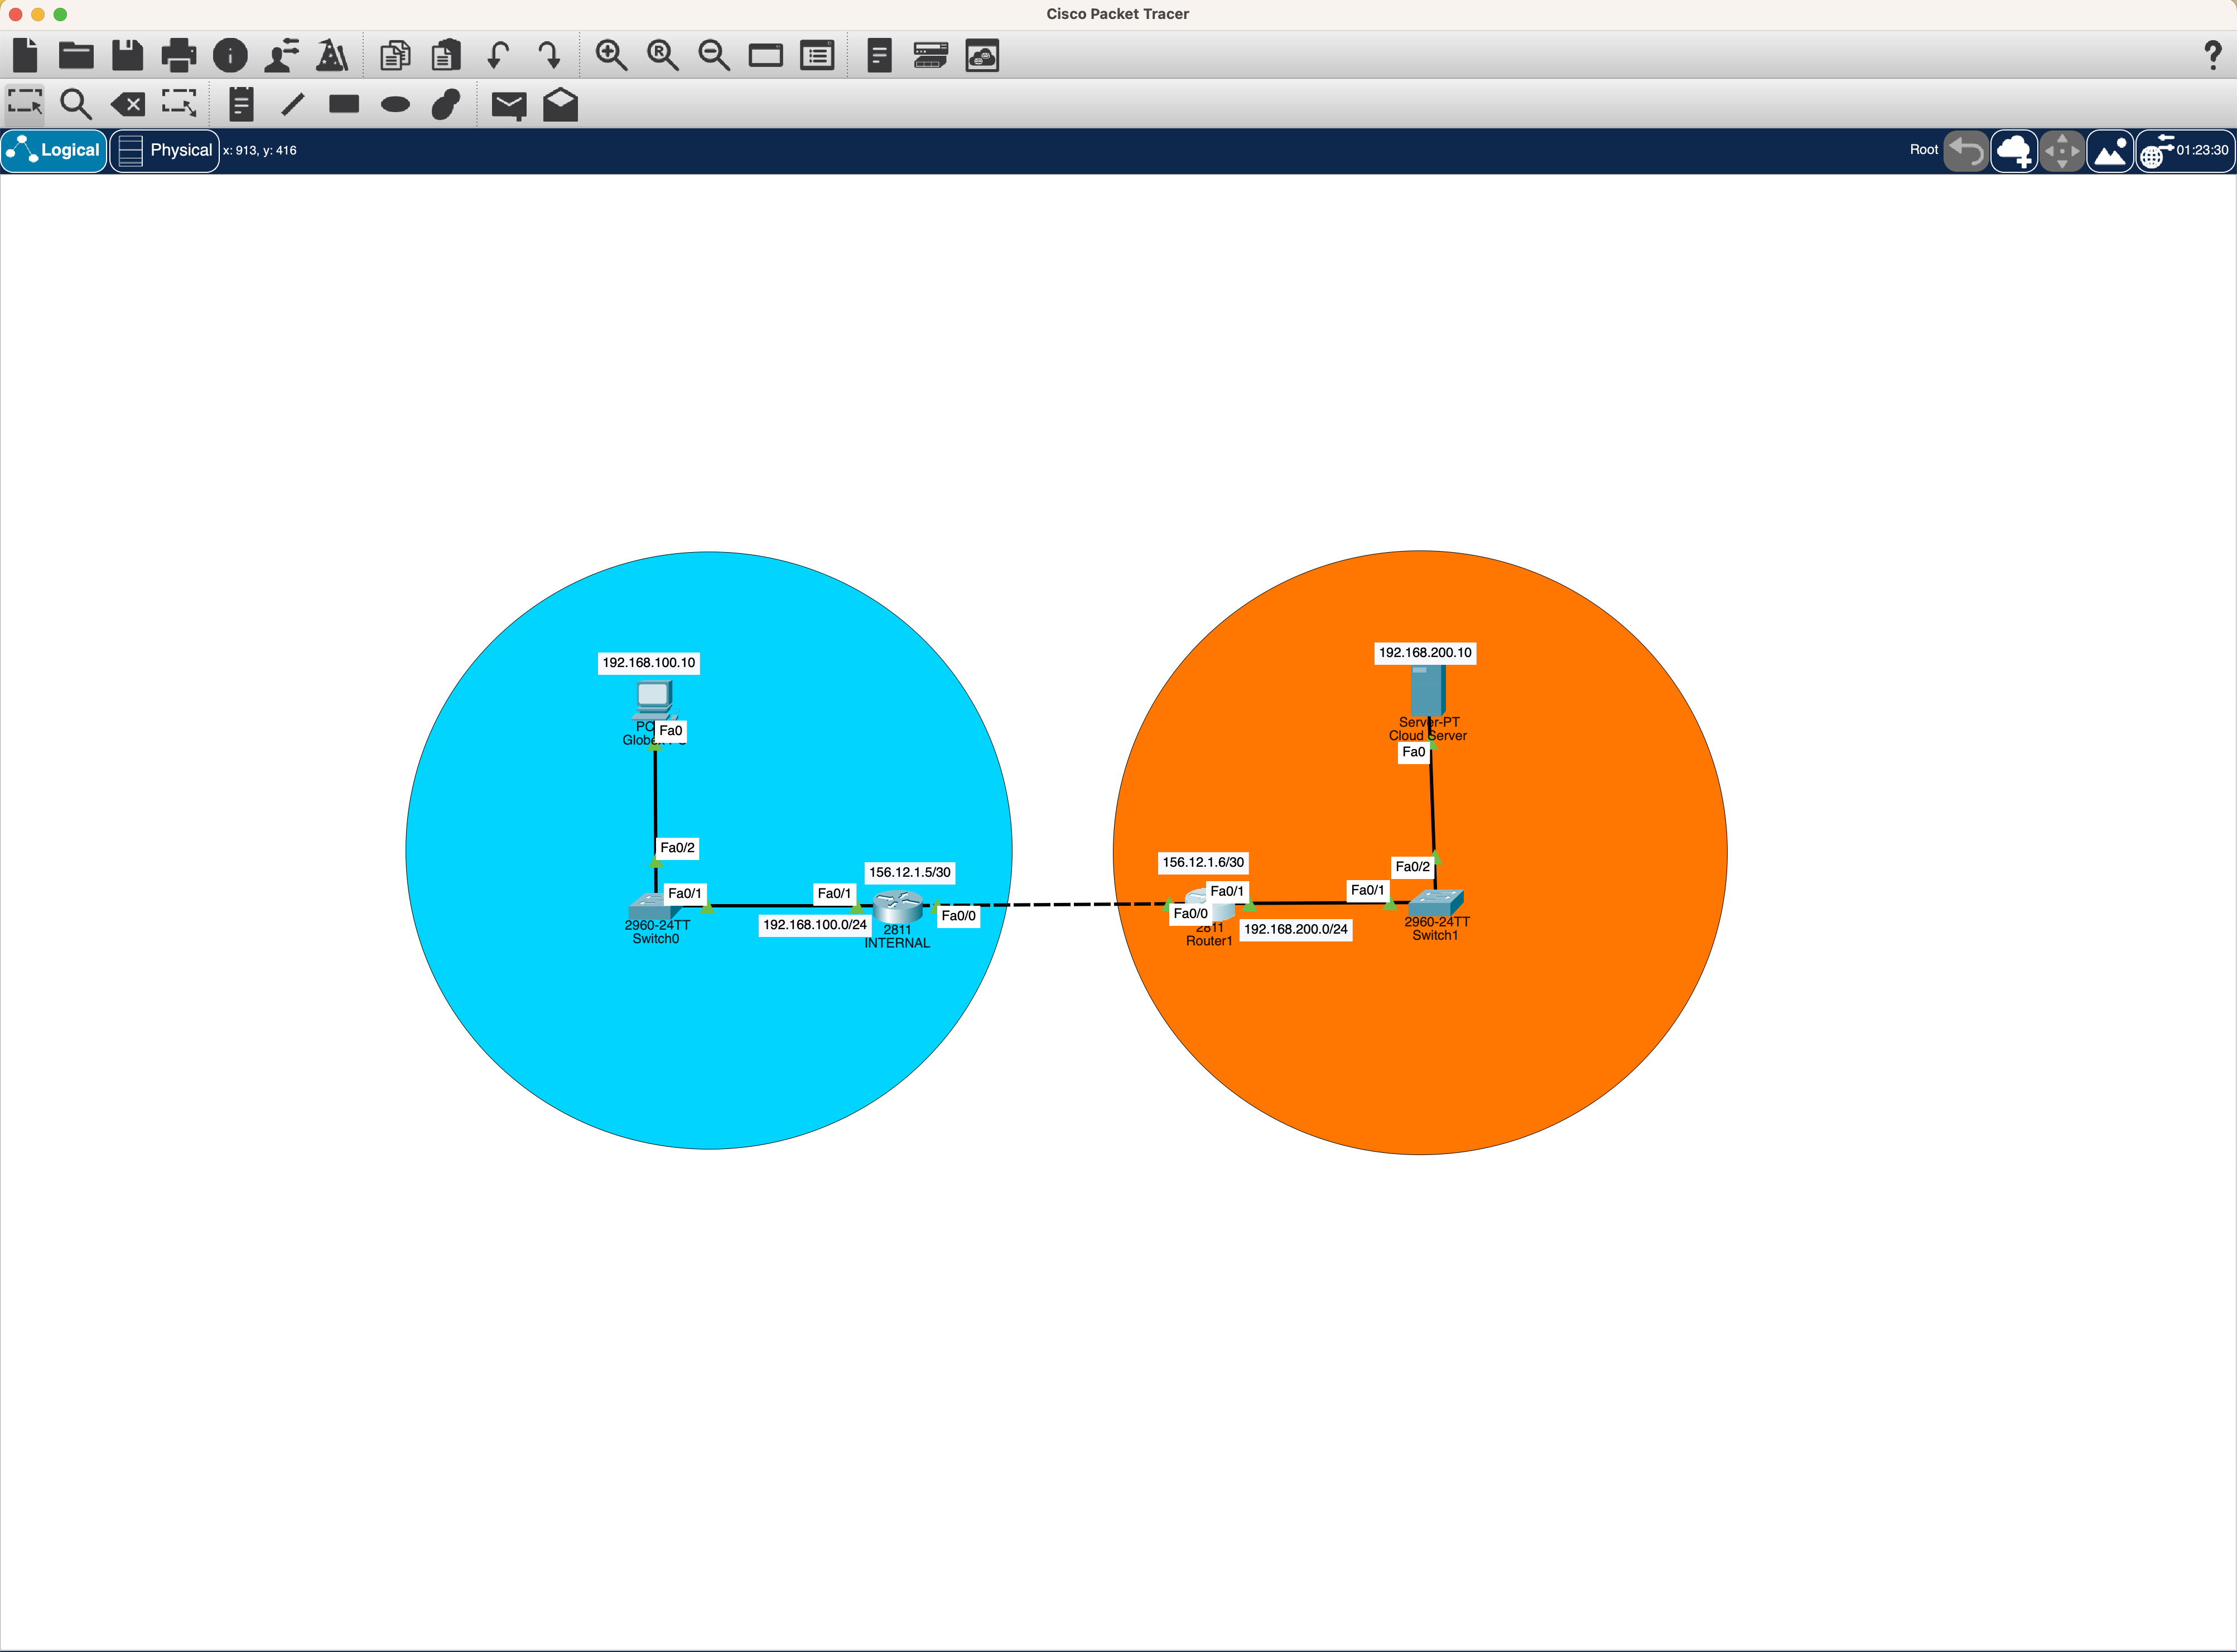 Cisco Packet Tracer
Logical
Physical
x: 913, y: 416
Root
01:23:30
192.168.100.10
Fa0
Fa0/2
Fa0/1
2960-24TT
Switch0
Fa0/1
192.168.100.0/24
156.12.1.5/30
2811
INTERNAL
Fa0/0
192.168.200.10
Server-PT
Cloud Server
Fa0
156.12.1.6/30
Fa0/1
Fa0/0
2811
Router1
192.168.200.0/24
Fa0/2
Fa0/1
2960-24TT
Switch1